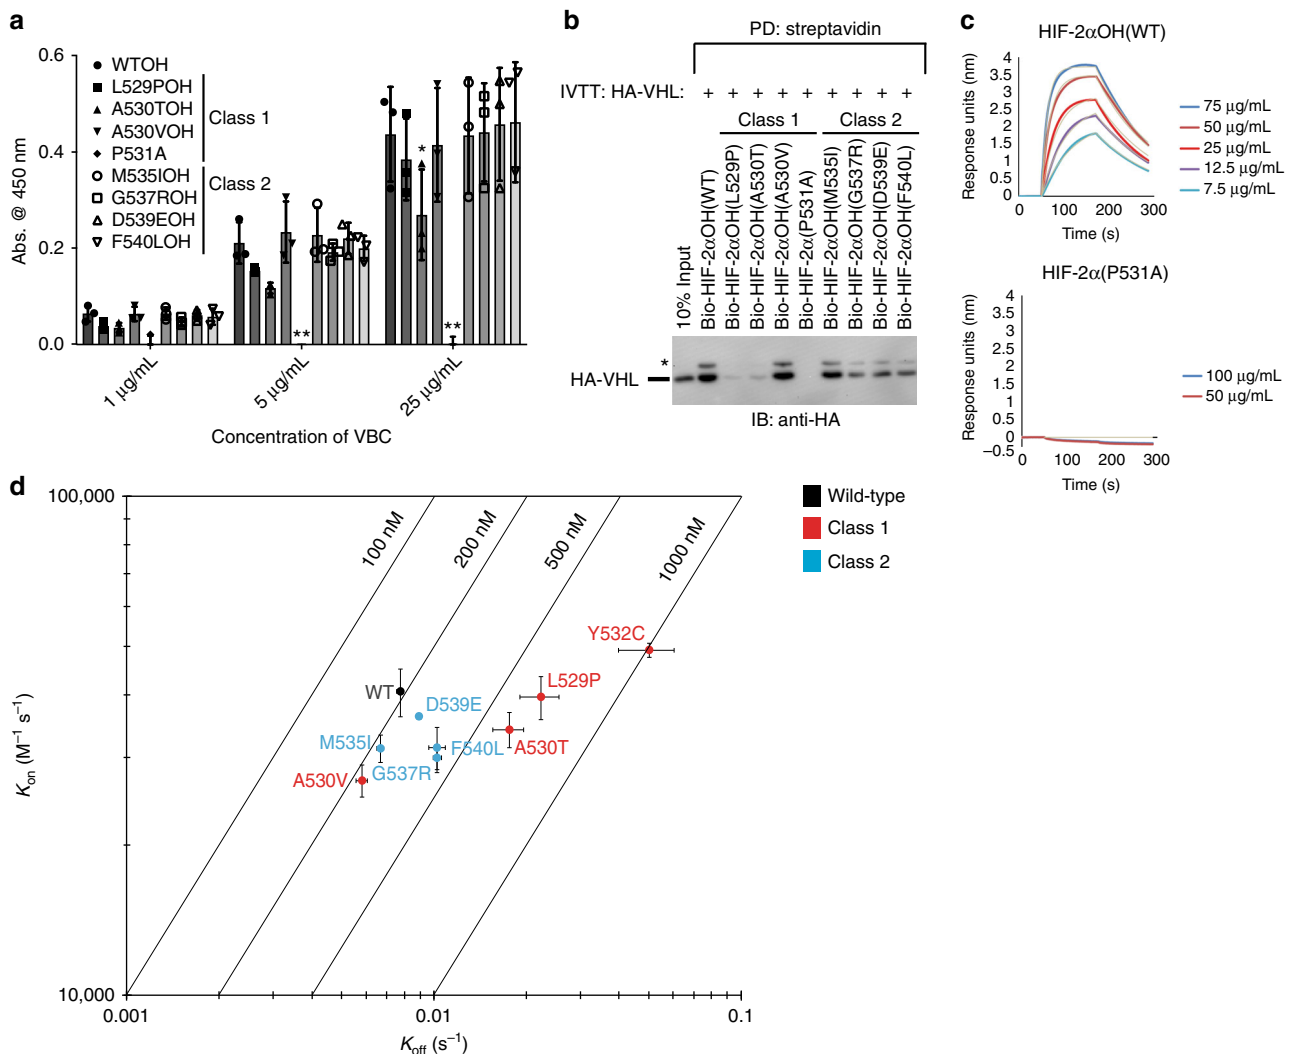 a
0.6
0.4
0.2
0.0
Abs. @ 450 nm
WTOH
L529POH
A530TOH
A530VOH
P531A
M535IOH
G537ROH
D539EOH
F540LOH
Class 1
Class 2
*
**
**
1 μg/mL
5 μg/mL
25 μg/mL
Concentration of VBC
b
PD: streptavidin
IVTT: HA-VHL: + + + + + + + + +
Class 1 Class 2
10% Input
Bio-HIF-2αOH(WT)
Bio-HIF-2αOH(L529P)
Bio-HIF-2αOH(A530T)
Bio-HIF-2αOH(A530V)
Bio-HIF-2α(P531A)
Bio-HIF-2αOH(M535I)
Bio-HIF-2αOH(G537R)
Bio-HIF-2αOH(D539E)
Bio-HIF-2αOH(F540L)
*
HA-VHL
IB: anti-HA
c
HIF-2αOH(WT)
Response units (nm)
4
3.5
3
2.5
2
1.5
1
0.5
0
0 100 200 300
Time (s)
75 μg/mL
50 μg/mL
25 μg/mL
12.5 μg/mL
7.5 μg/mL
HIF-2α(P531A)
Response units (nm)
4
3.5
3
2.5
2
1.5
1
0.5
0
−0.5
0 100 200 300
Time (s)
100 μg/mL
50 μg/mL
d
100,000
10,000
Kon (M−1 s−1)
100 nM
200 nM
500 nM
1000 nM
Y532C
L529P
WT
D539E
M535I
F540L
A530T
G537R
A530V
0.001 0.01 0.1
Koff (s−1)
Wild-type
Class 1
Class 2